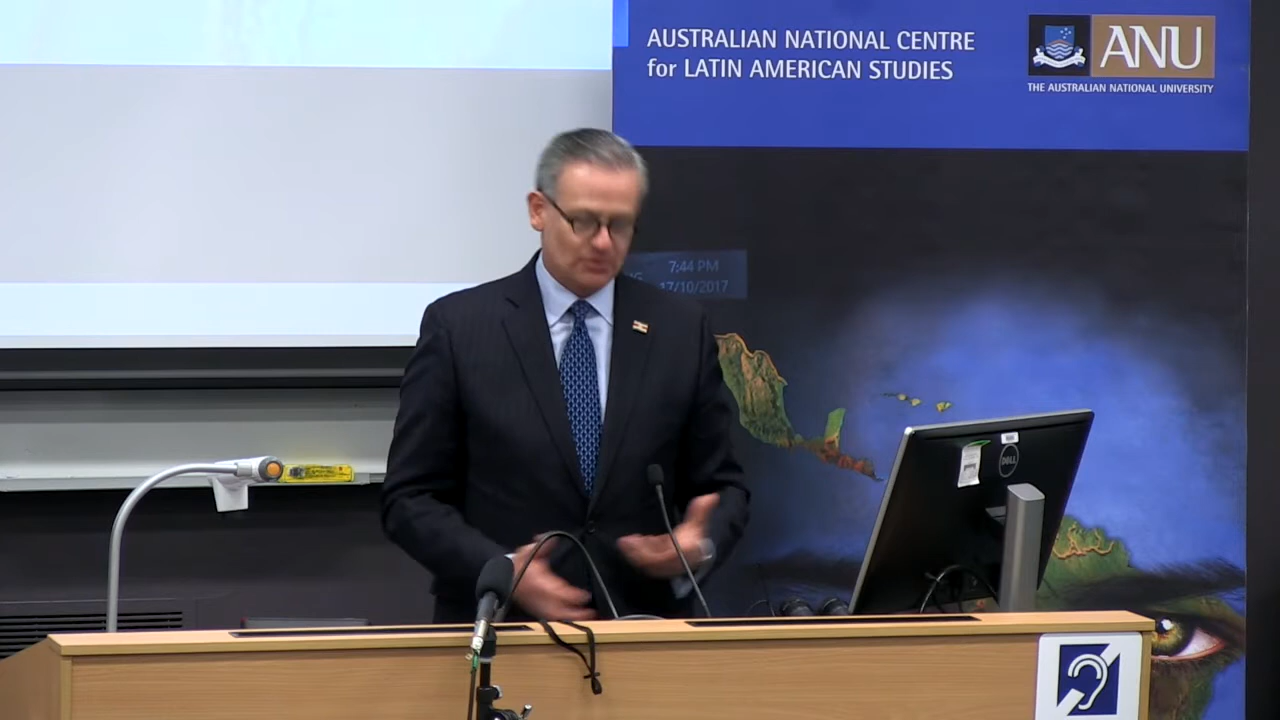 AUSTRALIAN NATIONAL CENTRE
for LATIN AMERICAN STUDIES
ANU
THE AUSTRALIAN NATIONAL UNIVERSITY
7:44 PM
17/10/2017
DELL